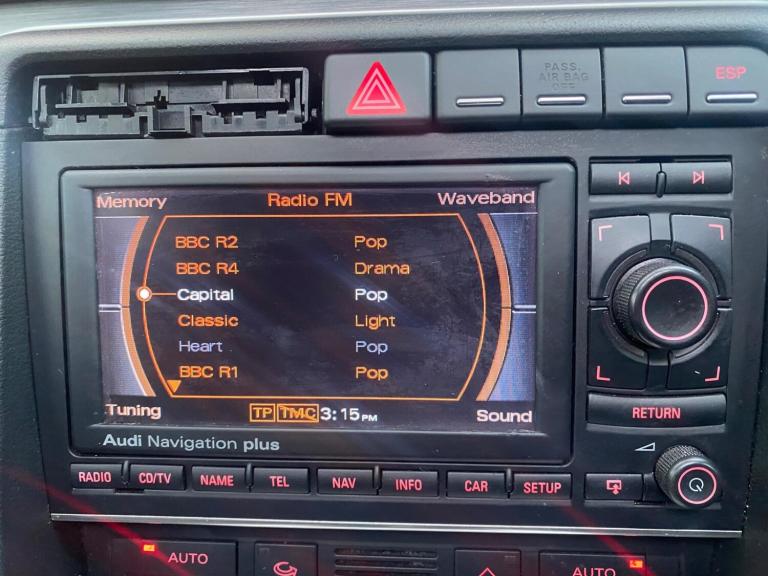 PASS.
AIR BAG
OFF
ESP
Memory Radio FM Waveband
BBC R2 Pop
BBC R4 Drama
Capital Pop
Classic Light
Heart Pop
BBC R1 Pop
Tuning TP TMC 3:15 PM Sound
Audi Navigation plus
RETURN
RADIO CD/TV NAME TEL NAV INFO CAR SETUP
AUTO AUTO